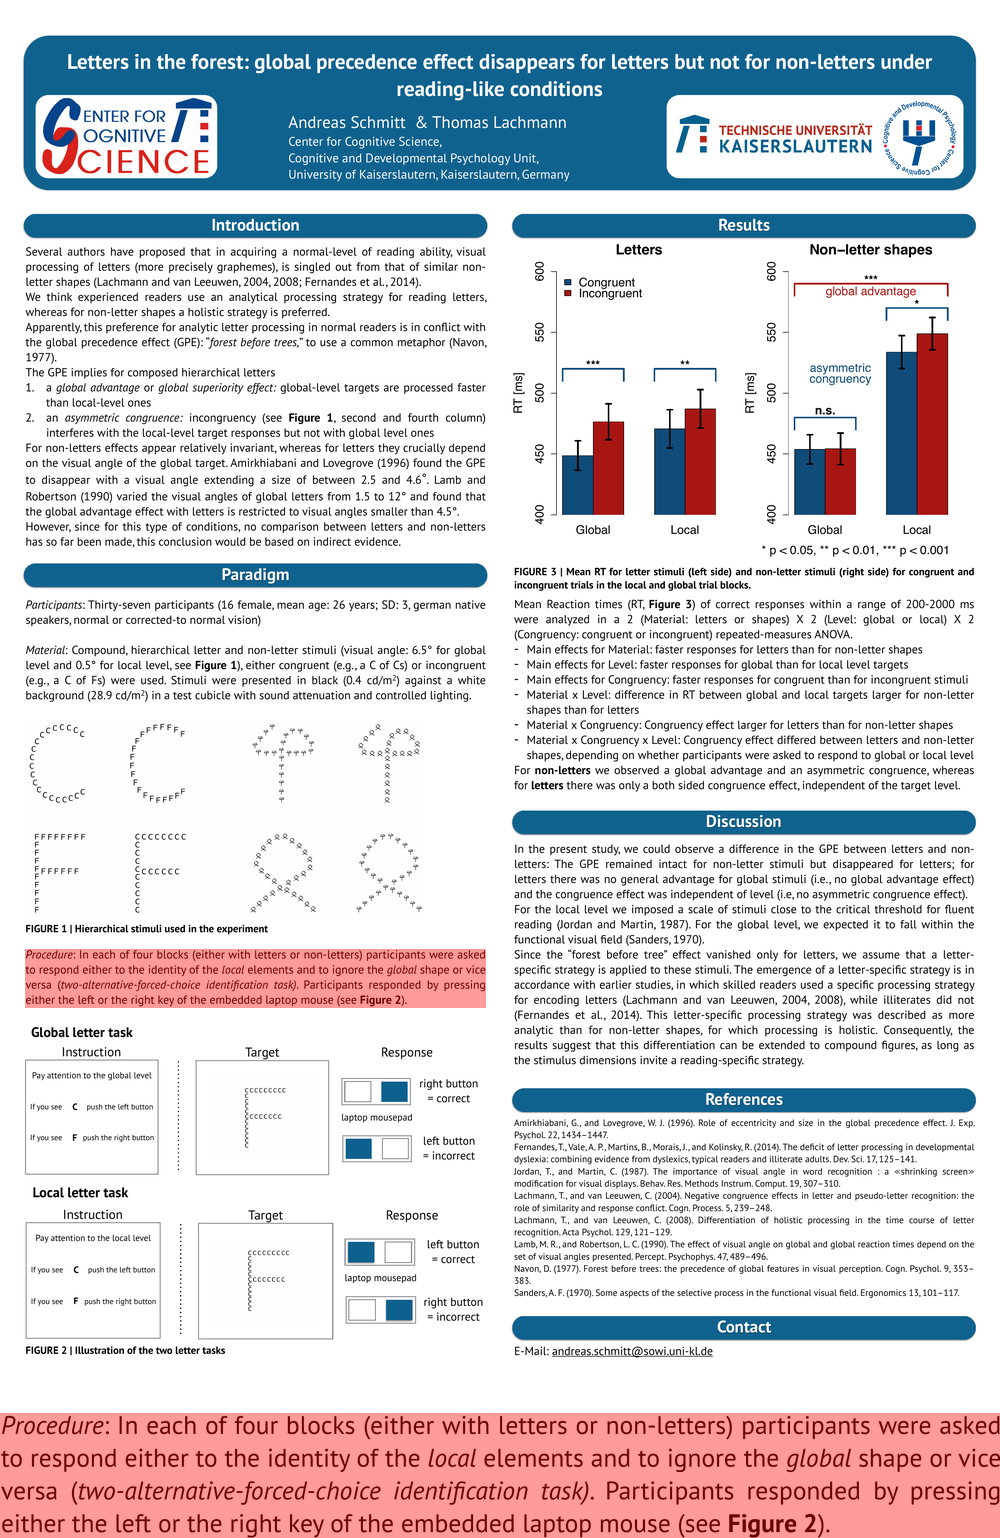 Letters in the forest: global precedence effect disappears for letters but not for non-letters under
reading-like conditions
CENTER FOR
COGNITIVE
SCIENCE
Andreas Schmitt & Thomas Lachmann
Center for Cognitive Science,
Cognitive and Developmental Psychology Unit,
University of Kaiserslautern, Kaiserslautern, Germany
TECHNISCHE UNIVERSITÄT
KAISERSLAUTERN
Cognitive and Developmental Psychology
Center for Cognitive Science
Introduction
Several authors have proposed that in acquiring a normal-level of reading ability, visual
processing of letters (more precisely graphemes), is singled out from that of similar non-
letter shapes (Lachmann and van Leeuwen, 2004, 2008; Fernandes et al., 2014).
We think experienced readers use an analytical processing strategy for reading letters,
whereas for non-letter shapes a holistic strategy is preferred.
Apparently, this preference for analytic letter processing in normal readers is in conflict with
the global precedence effect (GPE): “forest before trees,” to use a common metaphor (Navon,
1977).
The GPE implies for composed hierarchical letters
1. a global advantage or global superiority effect: global-level targets are processed faster
than local-level ones
2. an asymmetric congruence: incongruency (see Figure 1, second and fourth column)
interferes with the local-level target responses but not with global level ones
For non-letters effects appear relatively invariant, whereas for letters they crucially depend
on the visual angle of the global target. Amirkhiabani and Lovegrove (1996) found the GPE
to disappear with a visual angle extending a size of between 2.5 and 4.6°. Lamb and
Robertson (1990) varied the visual angles of global letters from 1.5 to 12° and found that
the global advantage effect with letters is restricted to visual angles smaller than 4.5°.
However, since for this type of conditions, no comparison between letters and non-letters
has so far been made, this conclusion would be based on indirect evidence.
Paradigm
Participants: Thirty-seven participants (16 female, mean age: 26 years; SD: 3, german native
speakers, normal or corrected-to normal vision)
Material: Compound, hierarchical letter and non-letter stimuli (visual angle: 6.5° for global
level and 0.5° for local level, see Figure 1), either congruent (e.g., a C of Cs) or incongruent
(e.g., a C of Fs) were used. Stimuli were presented in black (0.4 cd/m²) against a white
background (28.9 cd/m²) in a test cubicle with sound attenuation and controlled lighting.
FIGURE 1 | Hierarchical stimuli used in the experiment
Procedure: In each of four blocks (either with letters or non-letters) participants were asked
to respond either to the identity of the local elements and to ignore the global shape or vice
versa (two-alternative-forced-choice identification task). Participants responded by pressing
either the left or the right key of the embedded laptop mouse (see Figure 2).
Global letter task
Instruction Target Response
Pay attention to the global level
If you see C push the left button
If you see F push the right button
right button
= correct
laptop mousepad
left button
= incorrect
Local letter task
Instruction Target Response
Pay attention to the local level
If you see C push the left button
If you see F push the right button
left button
= correct
laptop mousepad
right button
= incorrect
FIGURE 2 | Illustration of the two letter tasks
Results
Letters Non–letter shapes
Congruent
Incongruent
RT [ms]
400 450 500 550 600
*** **
Global Local
RT [ms]
400 450 500 550 600
***
global advantage
*
asymmetric
congruency
n.s.
Global Local
* p < 0.05, ** p < 0.01, *** p < 0.001
FIGURE 3 | Mean RT for letter stimuli (left side) and non-letter stimuli (right side) for congruent and
incongruent trials in the local and global trial blocks.
Mean Reaction times (RT, Figure 3) of correct responses within a range of 200-2000 ms
were analyzed in a 2 (Material: letters or shapes) X 2 (Level: global or local) X 2
(Congruency: congruent or incongruent) repeated-measures ANOVA.
- Main effects for Material: faster responses for letters than for non-letter shapes
- Main effects for Level: faster responses for global than for local level targets
- Main effects for Congruency: faster responses for congruent than for incongruent stimuli
- Material x Level: difference in RT between global and local targets larger for non-letter
shapes than for letters
- Material x Congruency: Congruency effect larger for letters than for non-letter shapes
- Material x Congruency x Level: Congruency effect differed between letters and non-letter
shapes, depending on whether participants were asked to respond to global or local level
For non-letters we observed a global advantage and an asymmetric congruence, whereas
for letters there was only a both sided congruence effect, independent of the target level.
Discussion
In the present study, we could observe a difference in the GPE between letters and non-
letters: The GPE remained intact for non-letter stimuli but disappeared for letters; for
letters there was no general advantage for global stimuli (i.e., no global advantage effect)
and the congruence effect was independent of level (i.e, no asymmetric congruence effect).
For the local level we imposed a scale of stimuli close to the critical threshold for fluent
reading (Jordan and Martin, 1987). For the global level, we expected it to fall within the
functional visual field (Sanders, 1970).
Since the “forest before tree” effect vanished only for letters, we assume that a letter-
specific strategy is applied to these stimuli. The emergence of a letter-specific strategy is in
accordance with earlier studies, in which skilled readers used a specific processing strategy
for encoding letters (Lachmann and van Leeuwen, 2004, 2008), while illiterates did not
(Fernandes et al., 2014). This letter-specific processing strategy was described as more
analytic than for non-letter shapes, for which processing is holistic. Consequently, the
results suggest that this differentiation can be extended to compound figures, as long as
the stimulus dimensions invite a reading-specific strategy.
References
Amirkhiabani, G., and Lovegrove, W. J. (1996). Role of eccentricity and size in the global precedence effect. J. Exp.
Psychol. 22, 1434–1447.
Fernandes, T., Vale, A. P., Martins, B., Morais, J., and Kolinsky, R. (2014). The deficit of letter processing in developmental
dyslexia: combining evidence from dyslexics, typical readers and illiterate adults. Dev. Sci. 17, 125–141.
Jordan, T., and Martin, C. (1987). The importance of visual angle in word recognition : a «shrinking screen»
modification for visual displays. Behav. Res. Methods Instrum. Comput. 19, 307–310.
Lachmann, T., and van Leeuwen, C. (2004). Negative congruence effects in letter and pseudo-letter recognition: the
role of similarity and response conflict. Cogn. Process. 5, 239–248.
Lachmann, T., and van Leeuwen, C. (2008). Differentiation of holistic processing in the time course of letter
recognition. Acta Psychol. 129, 121–129.
Lamb, M. R., and Robertson, L. C. (1990). The effect of visual angle on global and global reaction times depend on the
set of visual angles presented. Percept. Psychophys. 47, 489–496.
Navon, D. (1977). Forest before trees: the precedence of global features in visual perception. Cogn. Psychol. 9, 353–
383.
Sanders, A. F. (1970). Some aspects of the selective process in the functional visual field. Ergonomics 13, 101–117.
Contact
E-Mail: andreas.schmitt@sowi.uni-kl.de
Procedure: In each of four blocks (either with letters or non-letters) participants were asked
to respond either to the identity of the local elements and to ignore the global shape or vice
versa (two-alternative-forced-choice identification task). Participants responded by pressing
either the left or the right key of the embedded laptop mouse (see Figure 2).